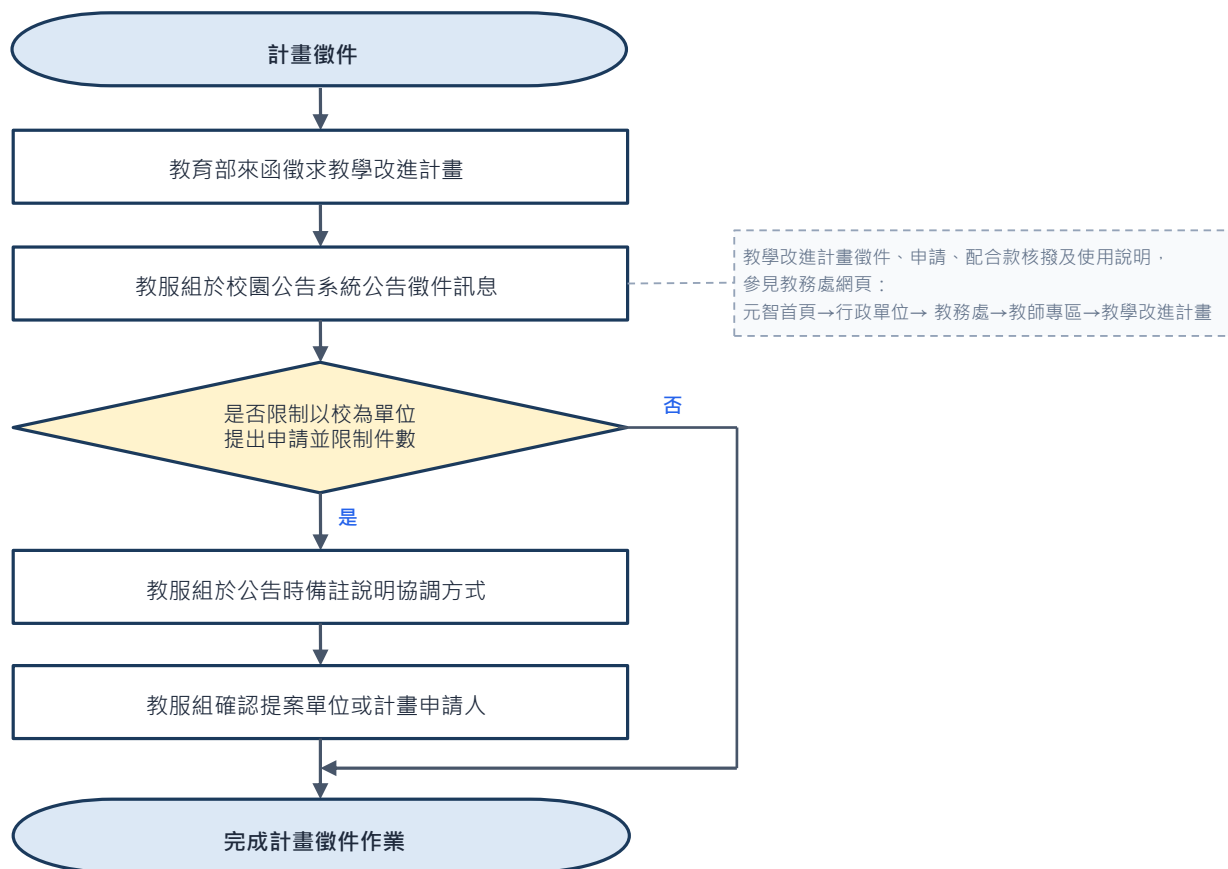 計畫徵件
教育部來函徵求教學改進計畫
教服組於校園公告系統公告徵件訊息
教學改進計畫徵件、申請、配合款核撥及使用說明，
參見教務處網頁：
元智首頁→行政單位→ 教務處→教師專區→教學改進計畫
是否限制以校為單位
提出申請並限制件數
否
是
教服組於公告時備註說明協調方式
教服組確認提案單位或計畫申請人
完成計畫徵件作業